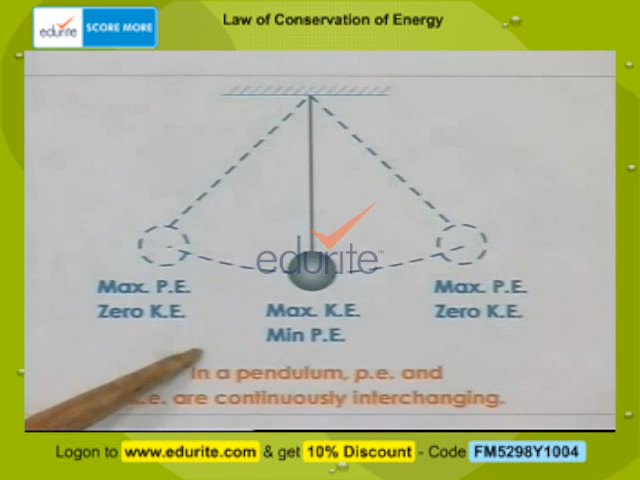 Law of Conservation of Energy
edurite SCORE MORE
edurite™
Max. P.E.
Zero K.E.
Max. K.E.
Min P.E.
Max. P.E.
Zero K.E.
In a pendulum, p.e. and
.e. are continuously interchanging.
Logon to www.edurite.com & get 10% Discount - Code FM5298Y1004